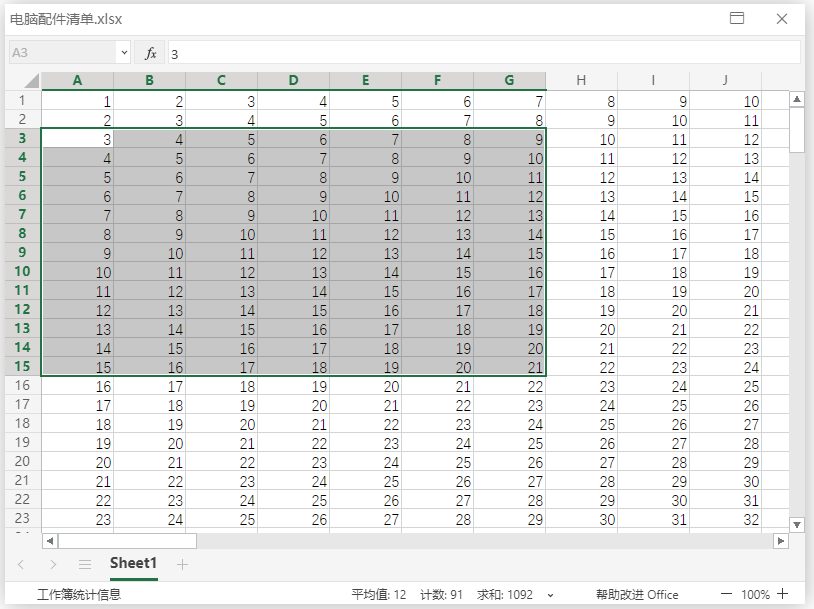 电脑配件清单.xlsx
A3 fx 3
A B C D E F G H I J
1 1 2 3 4 5 6 7 8 9 10
2 2 3 4 5 6 7 8 9 10 11
3 3 4 5 6 7 8 9 10 11 12
4 4 5 6 7 8 9 10 11 12 13
5 5 6 7 8 9 10 11 12 13 14
6 6 7 8 9 10 11 12 13 14 15
7 7 8 9 10 11 12 13 14 15 16
8 8 9 10 11 12 13 14 15 16 17
9 9 10 11 12 13 14 15 16 17 18
10 10 11 12 13 14 15 16 17 18 19
11 11 12 13 14 15 16 17 18 19 20
12 12 13 14 15 16 17 18 19 20 21
13 13 14 15 16 17 18 19 20 21 22
14 14 15 16 17 18 19 20 21 22 23
15 15 16 17 18 19 20 21 22 23 24
16 16 17 18 19 20 21 22 23 24 25
17 17 18 19 20 21 22 23 24 25 26
18 18 19 20 21 22 23 24 25 26 27
19 19 20 21 22 23 24 25 26 27 28
20 20 21 22 23 24 25 26 27 28 29
21 21 22 23 24 25 26 27 28 29 30
22 22 23 24 25 26 27 28 29 30 31
23 23 24 25 26 27 28 29 30 31 32
Sheet1
工作簿统计信息 平均值: 12 计数: 91 求和: 1092 帮助改进 Office 100%